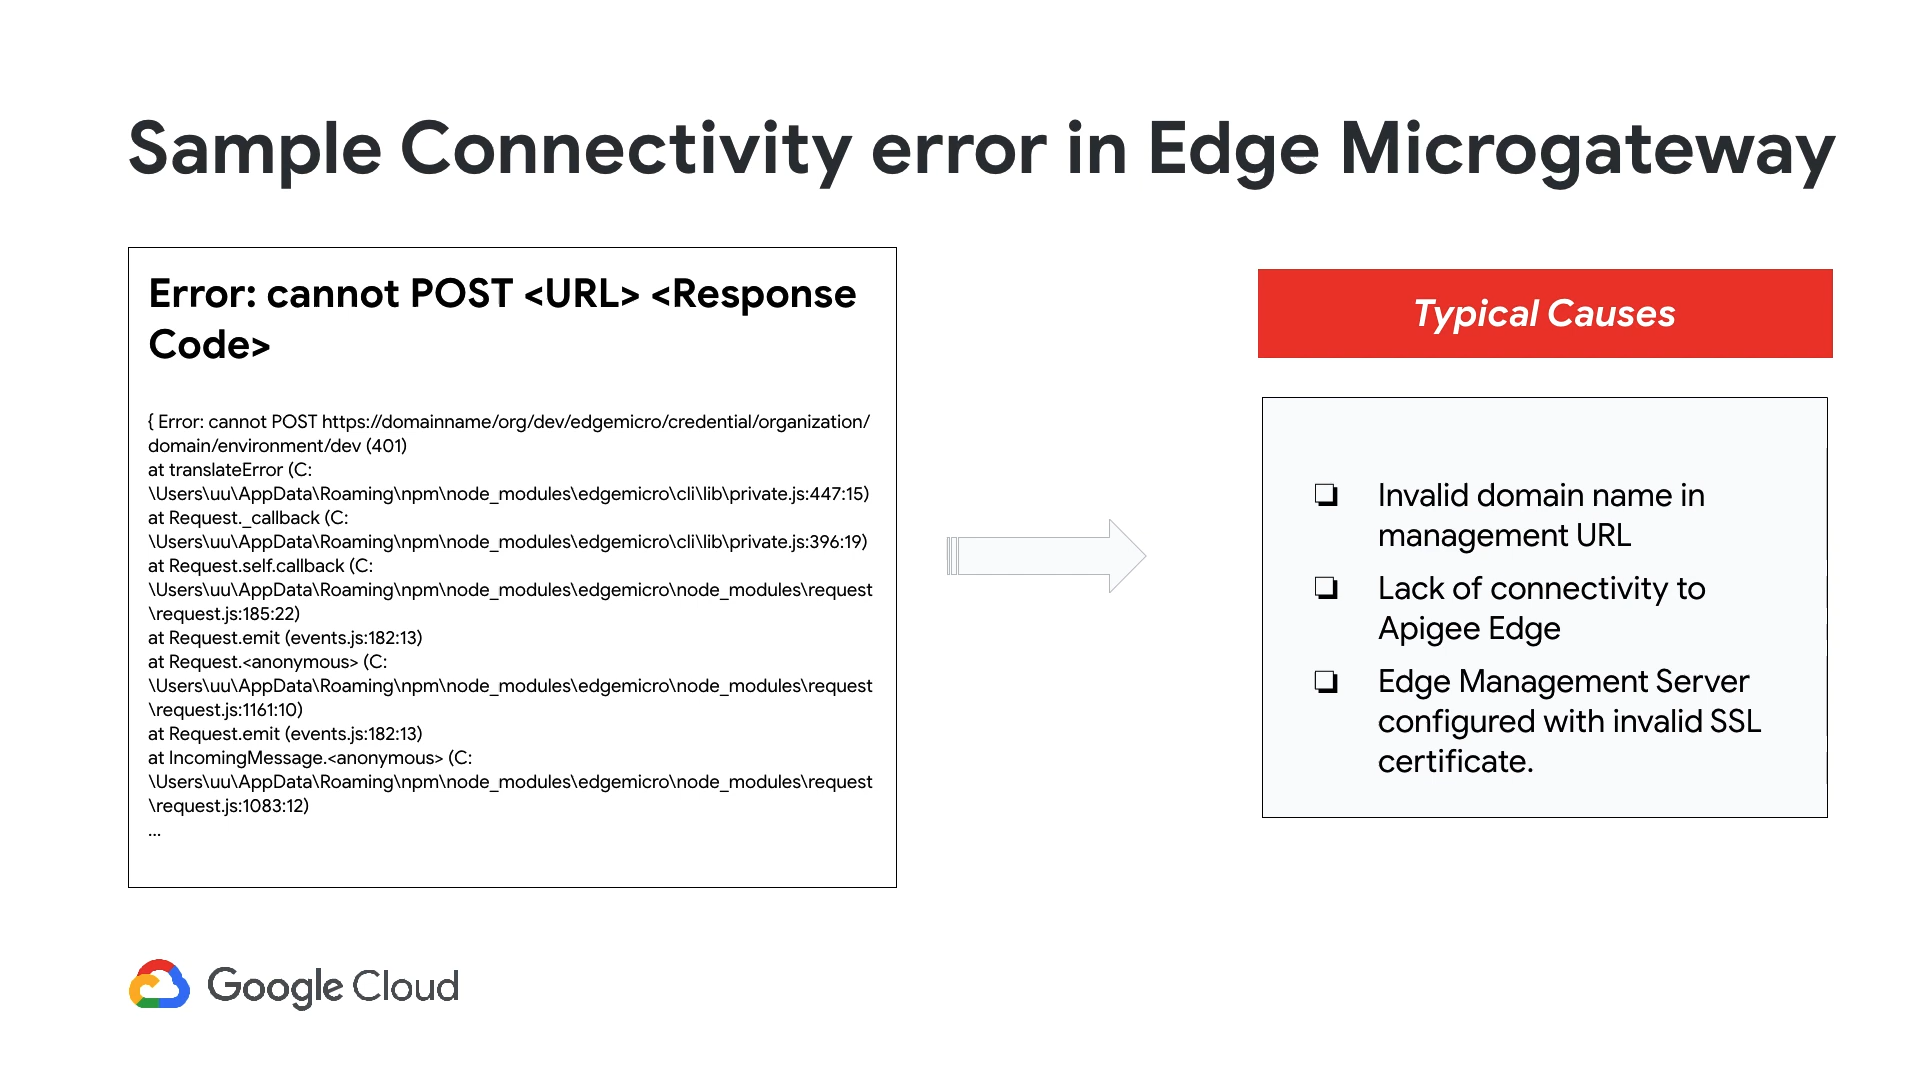 Sample Connectivity error in Edge Microgateway
Error: cannot POST <URL> <Response
Code>
{ Error: cannot POST https://domainname/org/dev/edgemicro/credential/organization/
domain/environment/dev (401)
at translateError (C:
\Users\uu\AppData\Roaming\npm\node_modules\edgemicro\cli\lib\private.js:447:15)
at Request._callback (C:
\Users\uu\AppData\Roaming\npm\node_modules\edgemicro\cli\lib\private.js:396:19)
at Request.self.callback (C:
\Users\uu\AppData\Roaming\npm\node_modules\edgemicro\node_modules\request
\request.js:185:22)
at Request.emit (events.js:182:13)
at Request.<anonymous> (C:
\Users\uu\AppData\Roaming\npm\node_modules\edgemicro\node_modules\request
\request.js:1161:10)
at Request.emit (events.js:182:13)
at IncomingMessage.<anonymous> (C:
\Users\uu\AppData\Roaming\npm\node_modules\edgemicro\node_modules\request
\request.js:1083:12)
...
Typical Causes
❏ Invalid domain name in
management URL
❏ Lack of connectivity to
Apigee Edge
❏ Edge Management Server
configured with invalid SSL
certificate.
Google Cloud